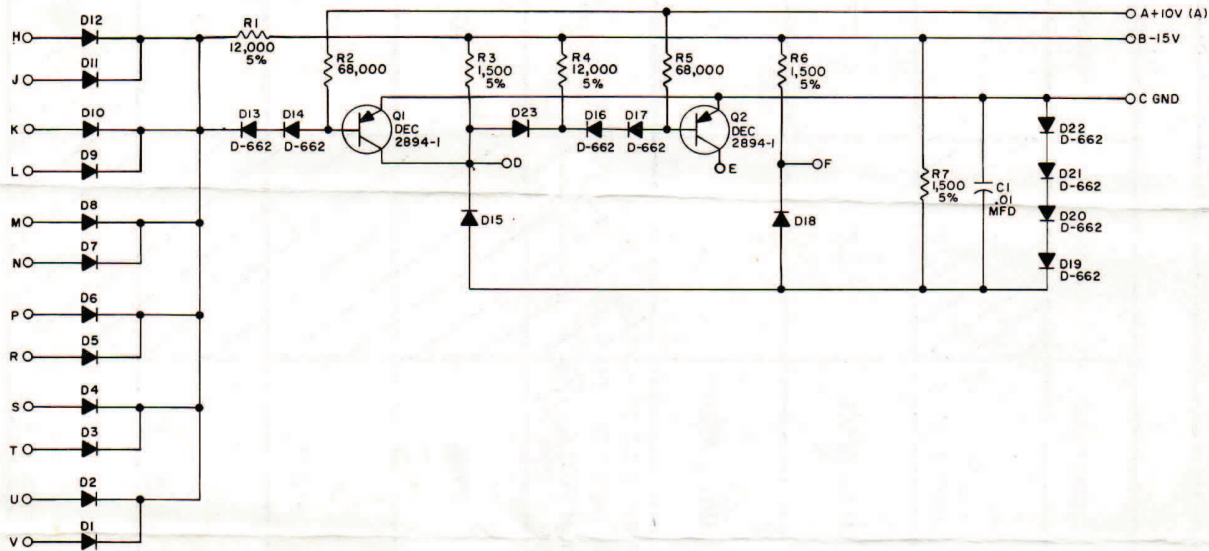 D12
H
D11
J
D10
K
D9
L
D8
M
D7
N
D6
P
D5
R
D4
S
D3
T
D2
U
D1
V
R1
12,000
5%
R2
68,000
D13
D-662
D14
D-662
Q1
DEC
2894-1
R3
1,500
5%
D
D15
D23
R4
12,000
5%
D16
D-662
D17
D-662
R5
68,000
Q2
DEC
2894-1
E
R6
1,500
5%
F
D18
R7
1,500
5%
C1
.01
MFD
D22
D-662
D21
D-662
D20
D-662
D19
D-662
A+10V (A)
B-15V
C GND